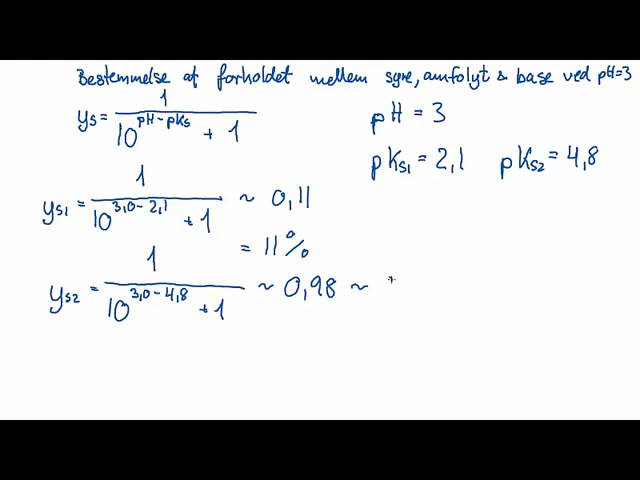 Bestemmelse af forholdet mellem syre, amfolyt & base ved pH=3
ys = 1 / (10^(pH-pKs) + 1)
pH = 3
pKs1 = 2,1 pKs2 = 4,8
ys1 = 1 / (10^(3,0-2,1) + 1) ~ 0,11
= 11%
ys2 = 1 / (10^(3,0-4,8) + 1) ~ 0,98 ~